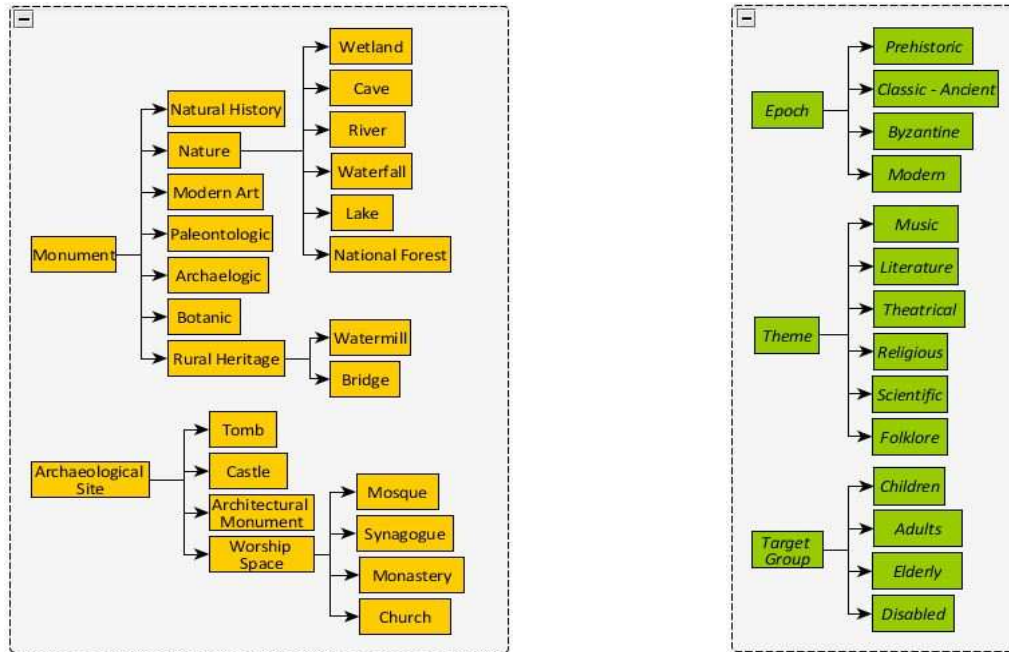 Monument
Natural History
Nature
Modern Art
Paleontologic
Archaelogic
Botanic
Rural Heritage
Wetland
Cave
River
Waterfall
Lake
National Forest
Watermill
Bridge
Archaeological
Site
Tomb
Castle
Architectural
Monument
Worship
Space
Mosque
Synagogue
Monastery
Church
Epoch
Prehistoric
Classic - Ancient
Byzantine
Modern
Theme
Music
Literature
Theatrical
Religious
Scientific
Folklore
Target
Group
Children
Adults
Elderly
Disabled